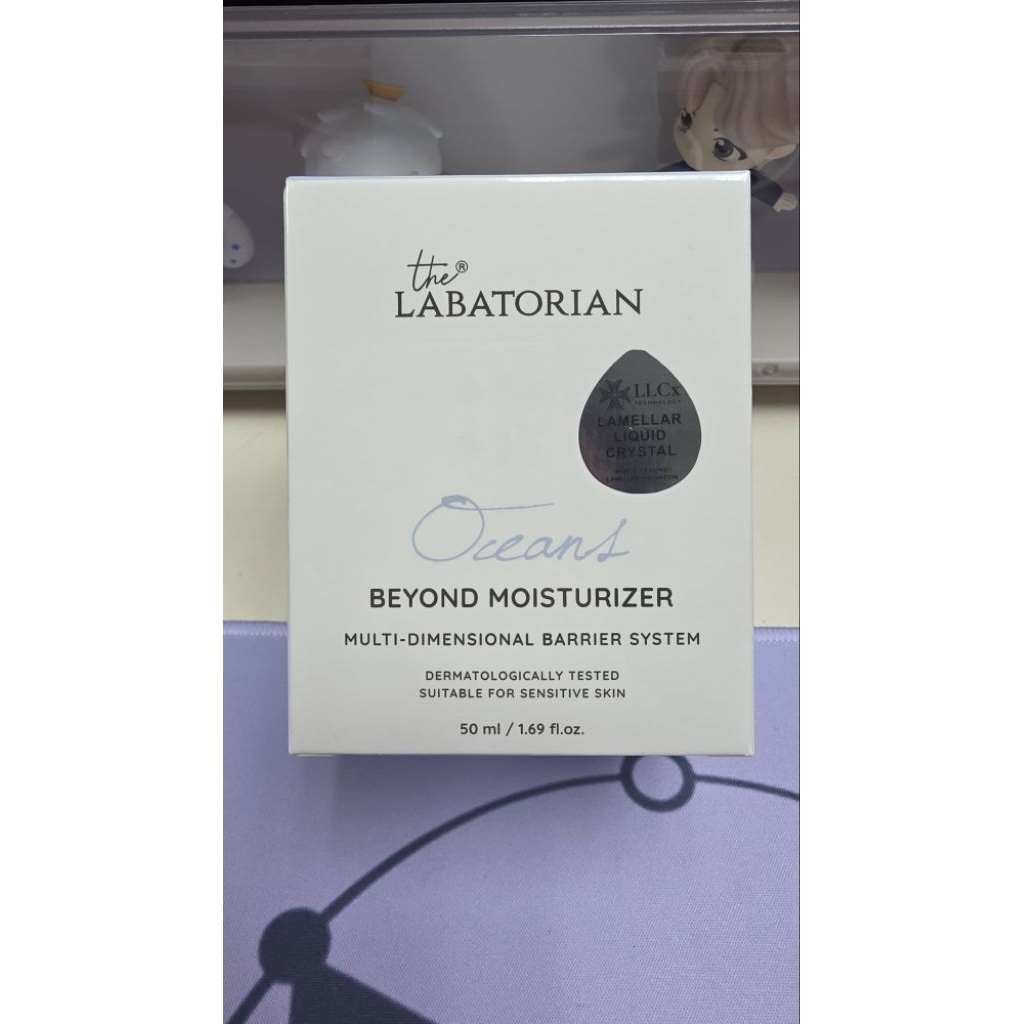 the®
LABATORIAN
LLCx
TECHNOLOGY
LAMELLAR
LIQUID
CRYSTAL
Oceans
BEYOND MOISTURIZER
MULTI-DIMENSIONAL BARRIER SYSTEM
DERMATOLOGICALLY TESTED
SUITABLE FOR SENSITIVE SKIN
50 ml / 1.69 fl.oz.